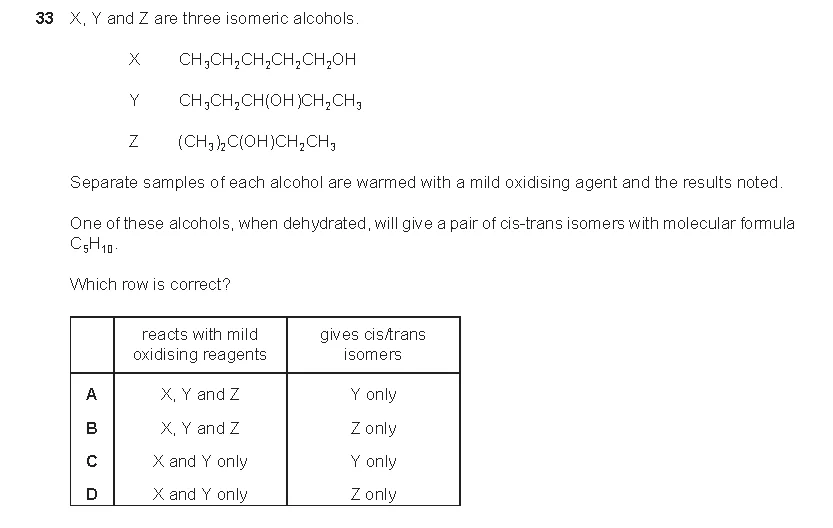 33 X, Y and Z are three isomeric alcohols.
X CH₃CH₂CH₂CH₂CH₂OH
Y CH₃CH₂CH(OH)CH₂CH₃
Z (CH₃)₂C(OH)CH₂CH₃
Separate samples of each alcohol are warmed with a mild oxidising agent and the results noted.
One of these alcohols, when dehydrated, will give a pair of cis-trans isomers with molecular formula
C₅H₁₀.
Which row is correct?
reacts with mild gives cis/trans
oxidising reagents isomers
A X, Y and Z Y only
B X, Y and Z Z only
C X and Y only Y only
D X and Y only Z only